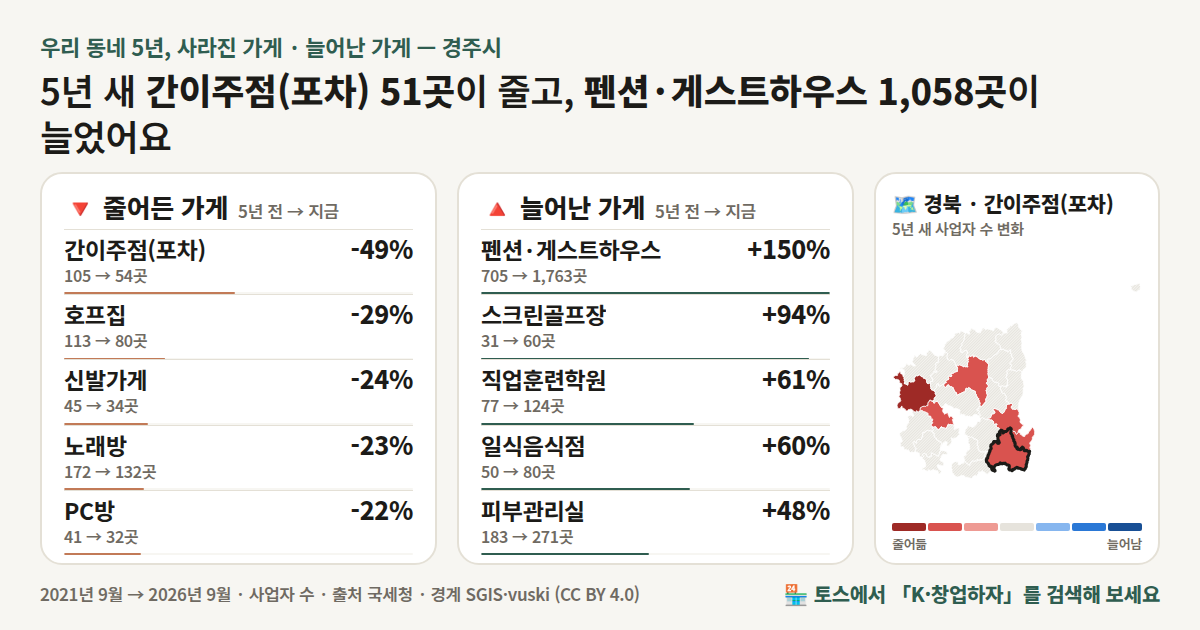 우리 동네 5년, 사라진 가게 · 늘어난 가게 — 경주시
5년 새 간이주점(포차) 51곳이 줄고, 펜션·게스트하우스 1,058곳이
늘었어요
🔻 줄어든 가게 5년 전 → 지금
간이주점(포차) -49%
105 → 54곳
호프집 -29%
113 → 80곳
신발가게 -24%
45 → 34곳
노래방 -23%
172 → 132곳
PC방 -22%
41 → 32곳
🔺 늘어난 가게 5년 전 → 지금
펜션·게스트하우스 +150%
705 → 1,763곳
스크린골프장 +94%
31 → 60곳
직업훈련학원 +61%
77 → 124곳
일식음식점 +60%
50 → 80곳
피부관리실 +48%
183 → 271곳
🗺️ 경북 · 간이주점(포차)
5년 새 사업자 수 변화
줄어듦 늘어남
2021년 9월 → 2026년 9월 · 사업자 수 · 출처 국세청 · 경계 SGIS·vuski (CC BY 4.0)
🏪 토스에서 「K·창업하자」를 검색해 보세요